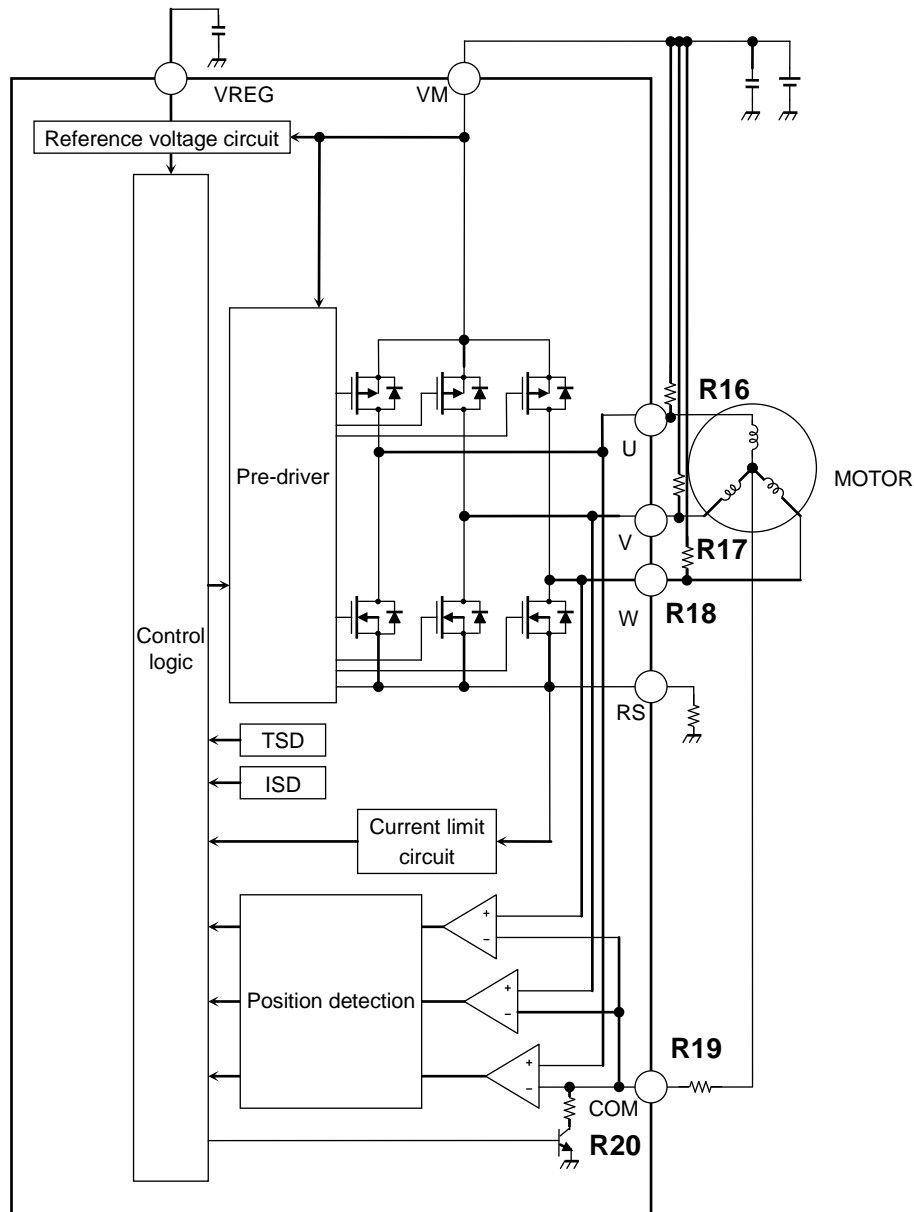 VREG
VM
Reference voltage circuit
R16
U
Pre-driver
MOTOR
V
R17
W
R18
Control
logic
RS
TSD
ISD
Current limit
circuit
+
−
Position detection
+
−
R19
+
−
COM
R20